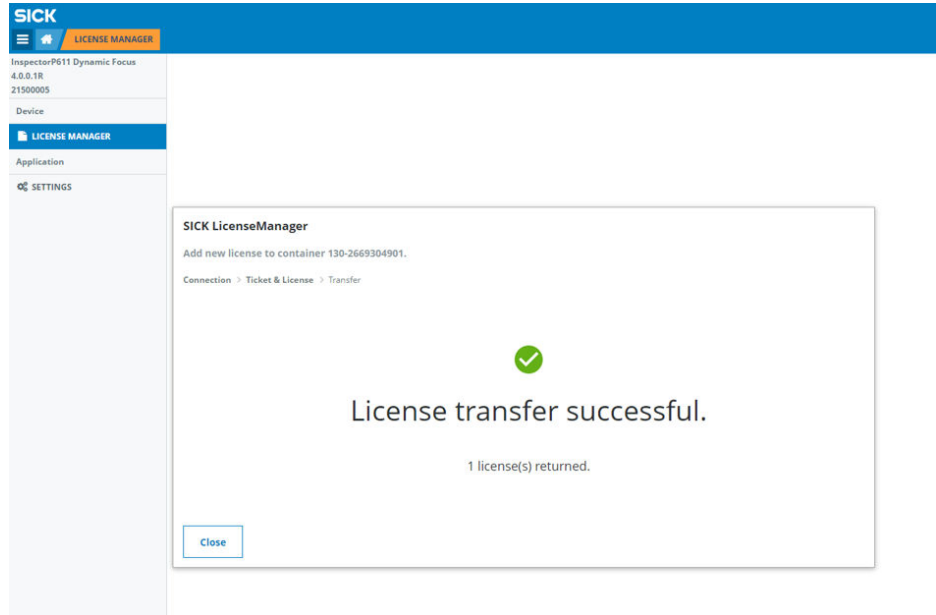 SICK
LICENSE MANAGER
InspectorP611 Dynamic Focus
4.0.0.1R
21500005
Device
LICENSE MANAGER
Application
SETTINGS
SICK LicenseManager
Add new license to container 130-2669304901.
Connection > Ticket & License > Transfer
License transfer successful.
1 license(s) returned.
Close